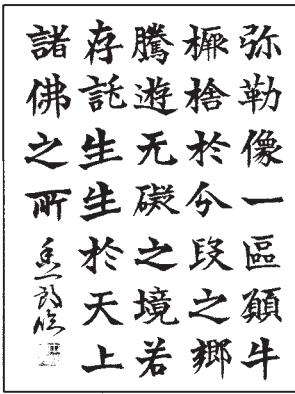 弥勒像一區願牛
橛捨於分段之鄉
騰遊无礙之境若
存託生生於天上
諸佛之所